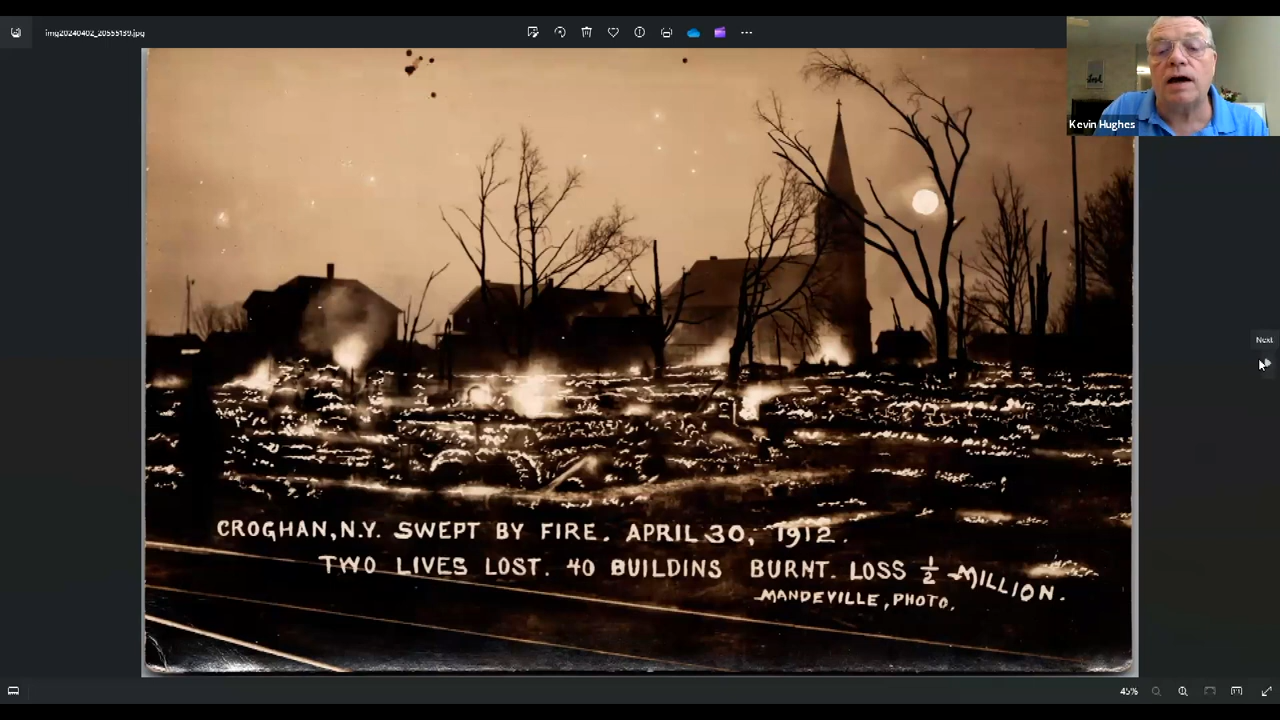 img20240402_20555139.jpg
Kevin Hughes
Next
CROGHAN, N.Y. SWEPT BY FIRE. APRIL 30, 1912.
TWO LIVES LOST. 40 BUILDINS BURNT. LOSS ½ MILLION.
MANDEVILLE, PHOTO.
45%